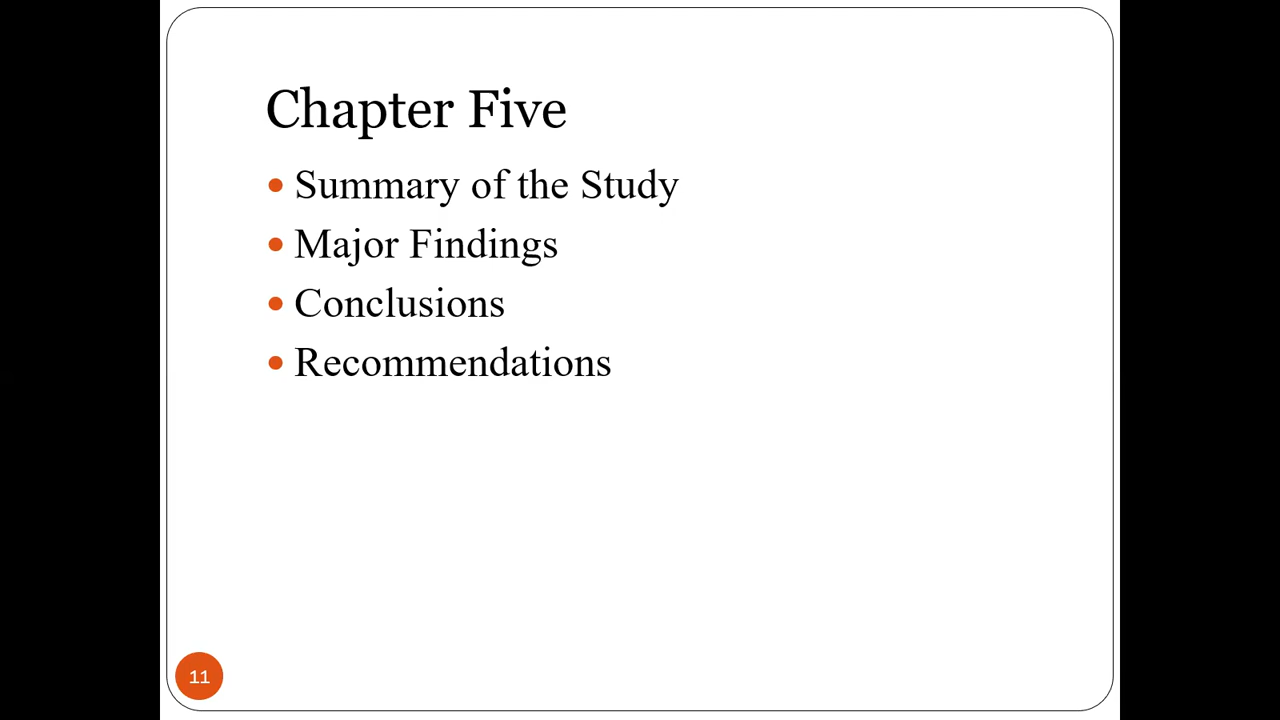 Chapter Five
• Summary of the Study
• Major Findings
• Conclusions
• Recommendations
11